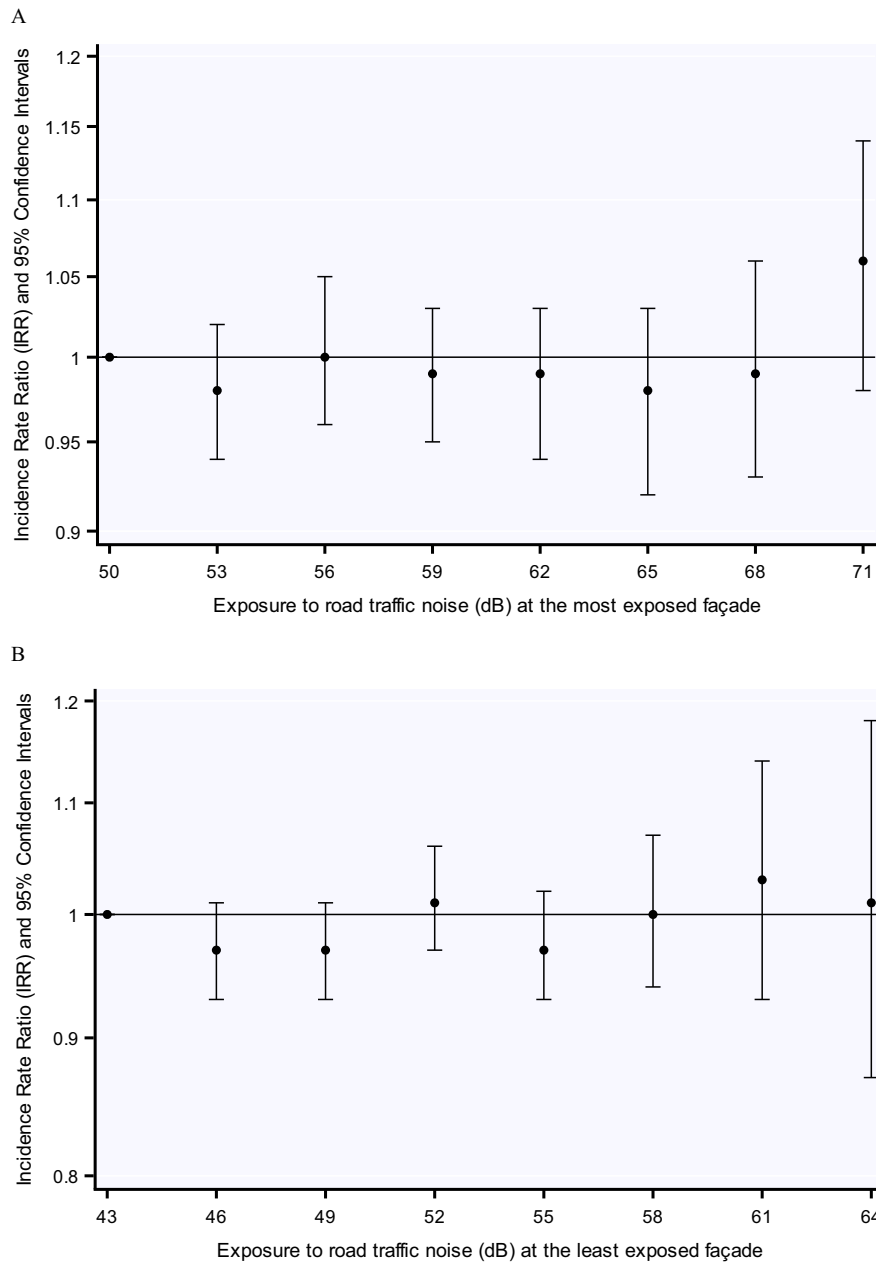 A
Incidence Rate Ratio (IRR) and 95% Confidence Intervals
1.2
1.15
1.1
1.05
1
0.95
0.9
50 53 56 59 62 65 68 71
Exposure to road traffic noise (dB) at the most exposed façade
B
Incidence Rate Ratio (IRR) and 95% Confidence Intervals
1.2
1.1
1
0.9
0.8
43 46 49 52 55 58 61 64
Exposure to road traffic noise (dB) at the least exposed façade